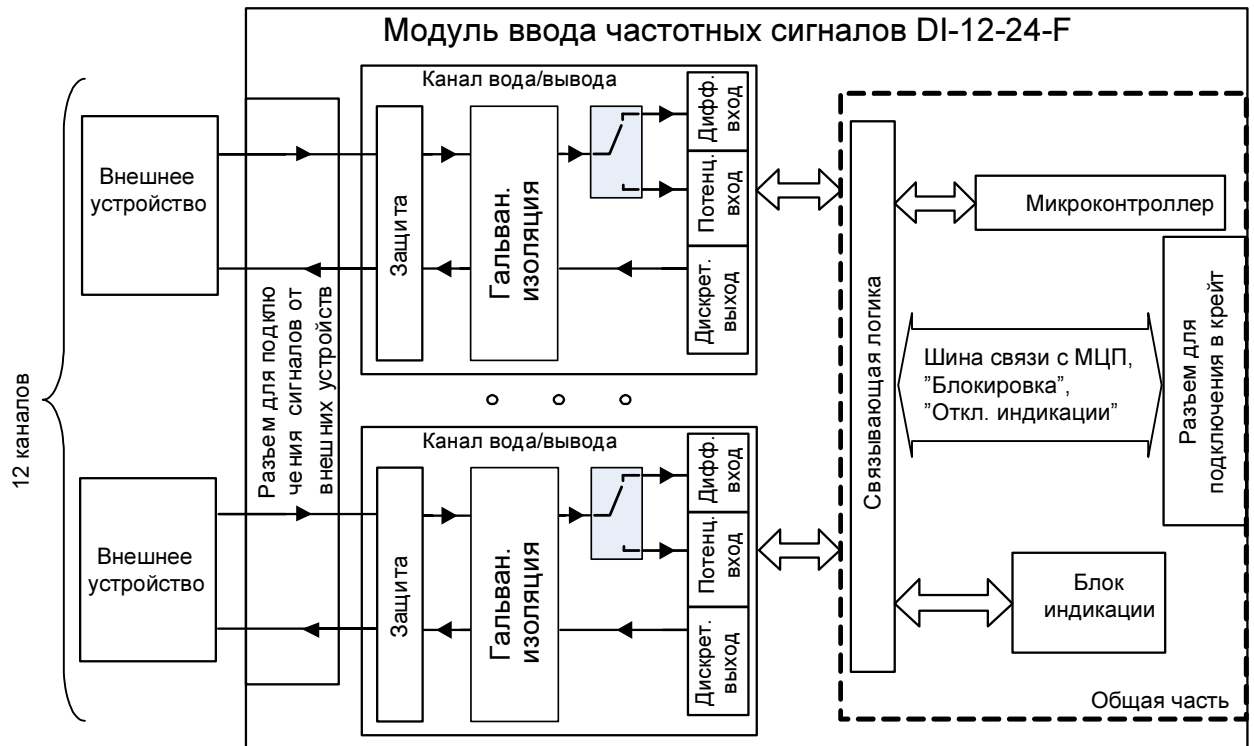 Модуль ввода частотных сигналов DI-12-24-F
12 каналов
Внешнее
устройство
Внешнее
устройство
Разъем для подклю
чения сигналов от
внешних устройств
Канал вода/вывода
Защита
Гальван.
изоляция
Дифф.
вход
Потенц.
вход
Дискрет.
выход
Канал вода/вывода
Защита
Гальван.
изоляция
Дифф.
вход
Потенц.
вход
Дискрет.
выход
Связывающая логика
Микроконтроллер
Шина связи с МЦП,
”Блокировка”,
”Откл. индикации”
Разъем для
подключения в крейт
Блок
индикации
Общая часть